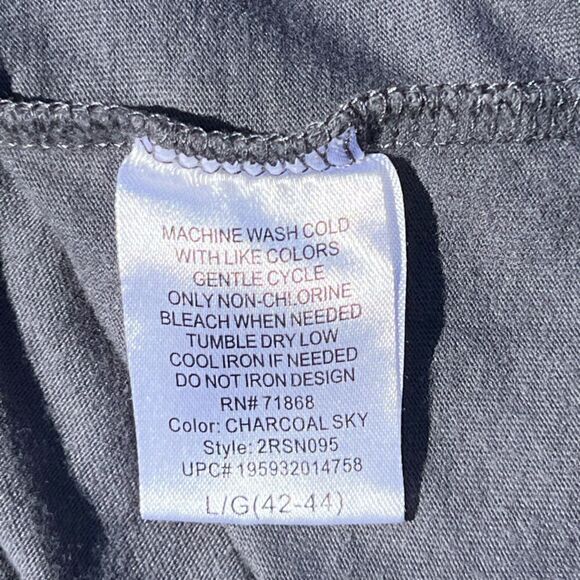 MACHINE WASH COLD
WITH LIKE COLORS
GENTLE CYCLE
ONLY NON-CHLORINE
BLEACH WHEN NEEDED
TUMBLE DRY LOW
COOL IRON IF NEEDED
DO NOT IRON DESIGN
RN# 71868
Color: CHARCOAL SKY
Style: 2RSN095
UPC# 195932014758
L/G(42-44)